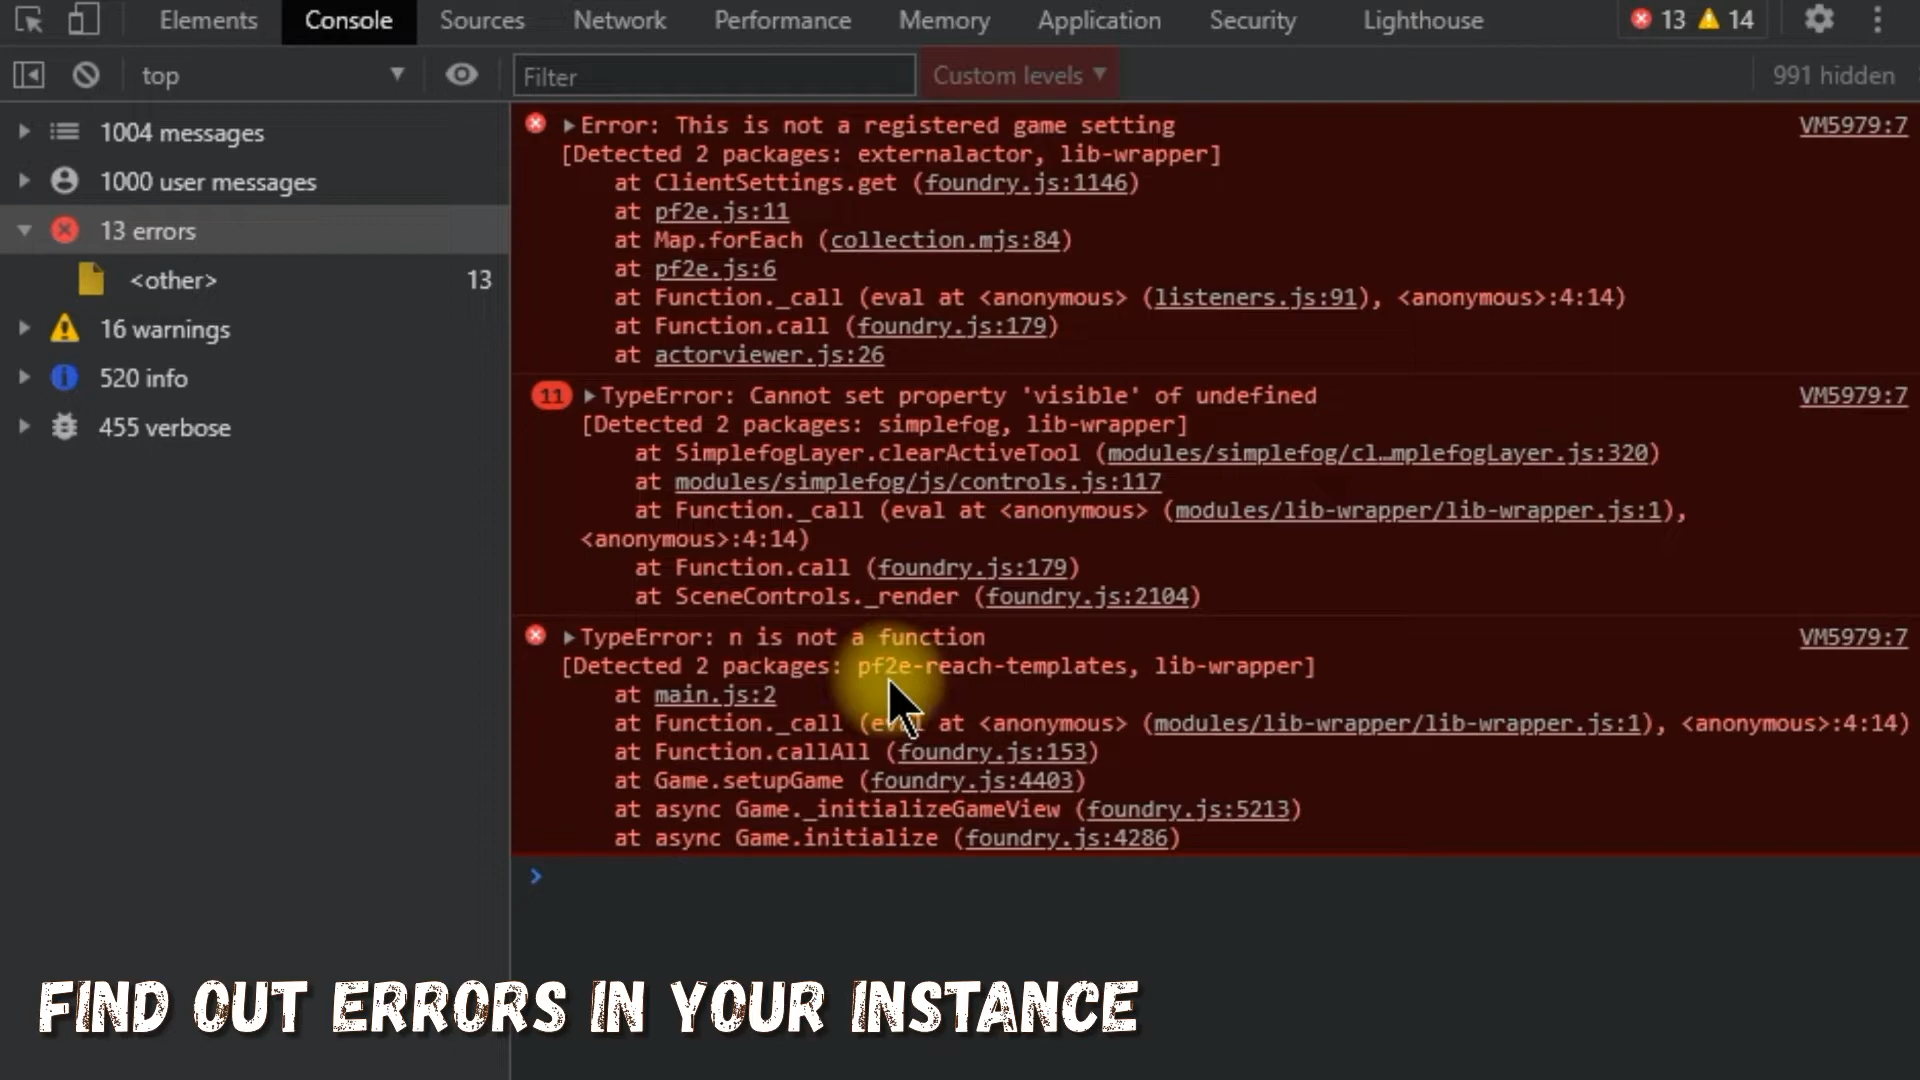 Elements Console Sources Network Performance Memory Application Security Lighthouse 13 14
top Filter Custom levels 991 hidden
1004 messages
1000 user messages
13 errors
<other> 13
16 warnings
520 info
455 verbose
Error: This is not a registered game setting VM5979:7
[Detected 2 packages: externalactor, lib-wrapper]
at ClientSettings.get (foundry.js:1146)
at pf2e.js:11
at Map.forEach (collection.mjs:84)
at pf2e.js:6
at Function._call (eval at <anonymous> (listeners.js:91), <anonymous>:4:14)
at Function.call (foundry.js:179)
at actorviewer.js:26
11 TypeError: Cannot set property 'visible' of undefined VM5979:7
[Detected 2 packages: simplefog, lib-wrapper]
at SimplefogLayer.clearActiveTool (modules/simplefog/cl…mplefogLayer.js:320)
at modules/simplefog/js/controls.js:117
at Function._call (eval at <anonymous> (modules/lib-wrapper/lib-wrapper.js:1),
<anonymous>:4:14)
at Function.call (foundry.js:179)
at SceneControls._render (foundry.js:2104)
TypeError: n is not a function VM5979:7
[Detected 2 packages: pf2e-reach-templates, lib-wrapper]
at main.js:2
at Function._call (eval at <anonymous> (modules/lib-wrapper/lib-wrapper.js:1), <anonymous>:4:14)
at Function.callAll (foundry.js:153)
at Game.setupGame (foundry.js:4403)
at async Game._initializeGameView (foundry.js:5213)
at async Game.initialize (foundry.js:4286)
FIND OUT ERRORS IN YOUR INSTANCE